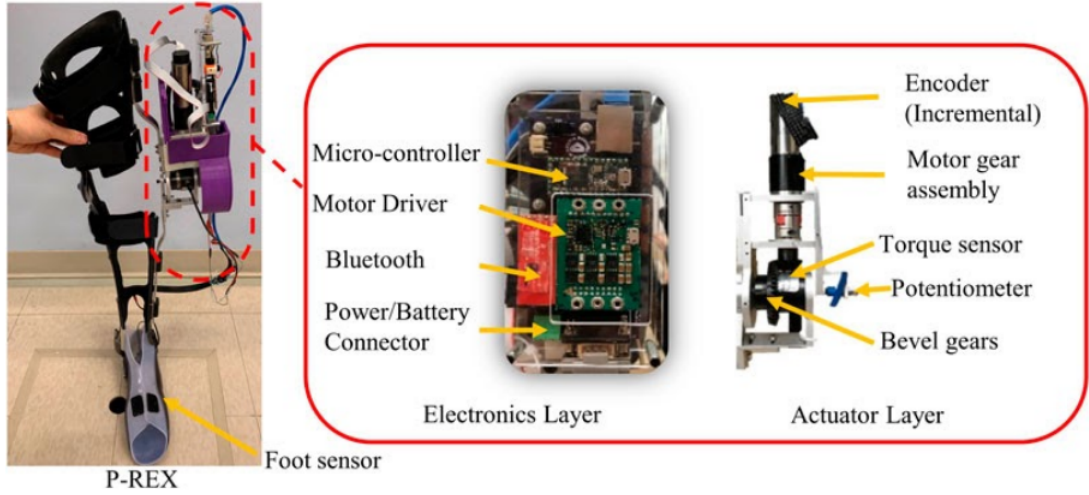 Micro-controller
Motor Driver
Bluetooth
Power/Battery
Connector
Electronics Layer
Encoder
(Incremental)
Motor gear
assembly
Torque sensor
Potentiometer
Bevel gears
Actuator Layer
Foot sensor
P-REX